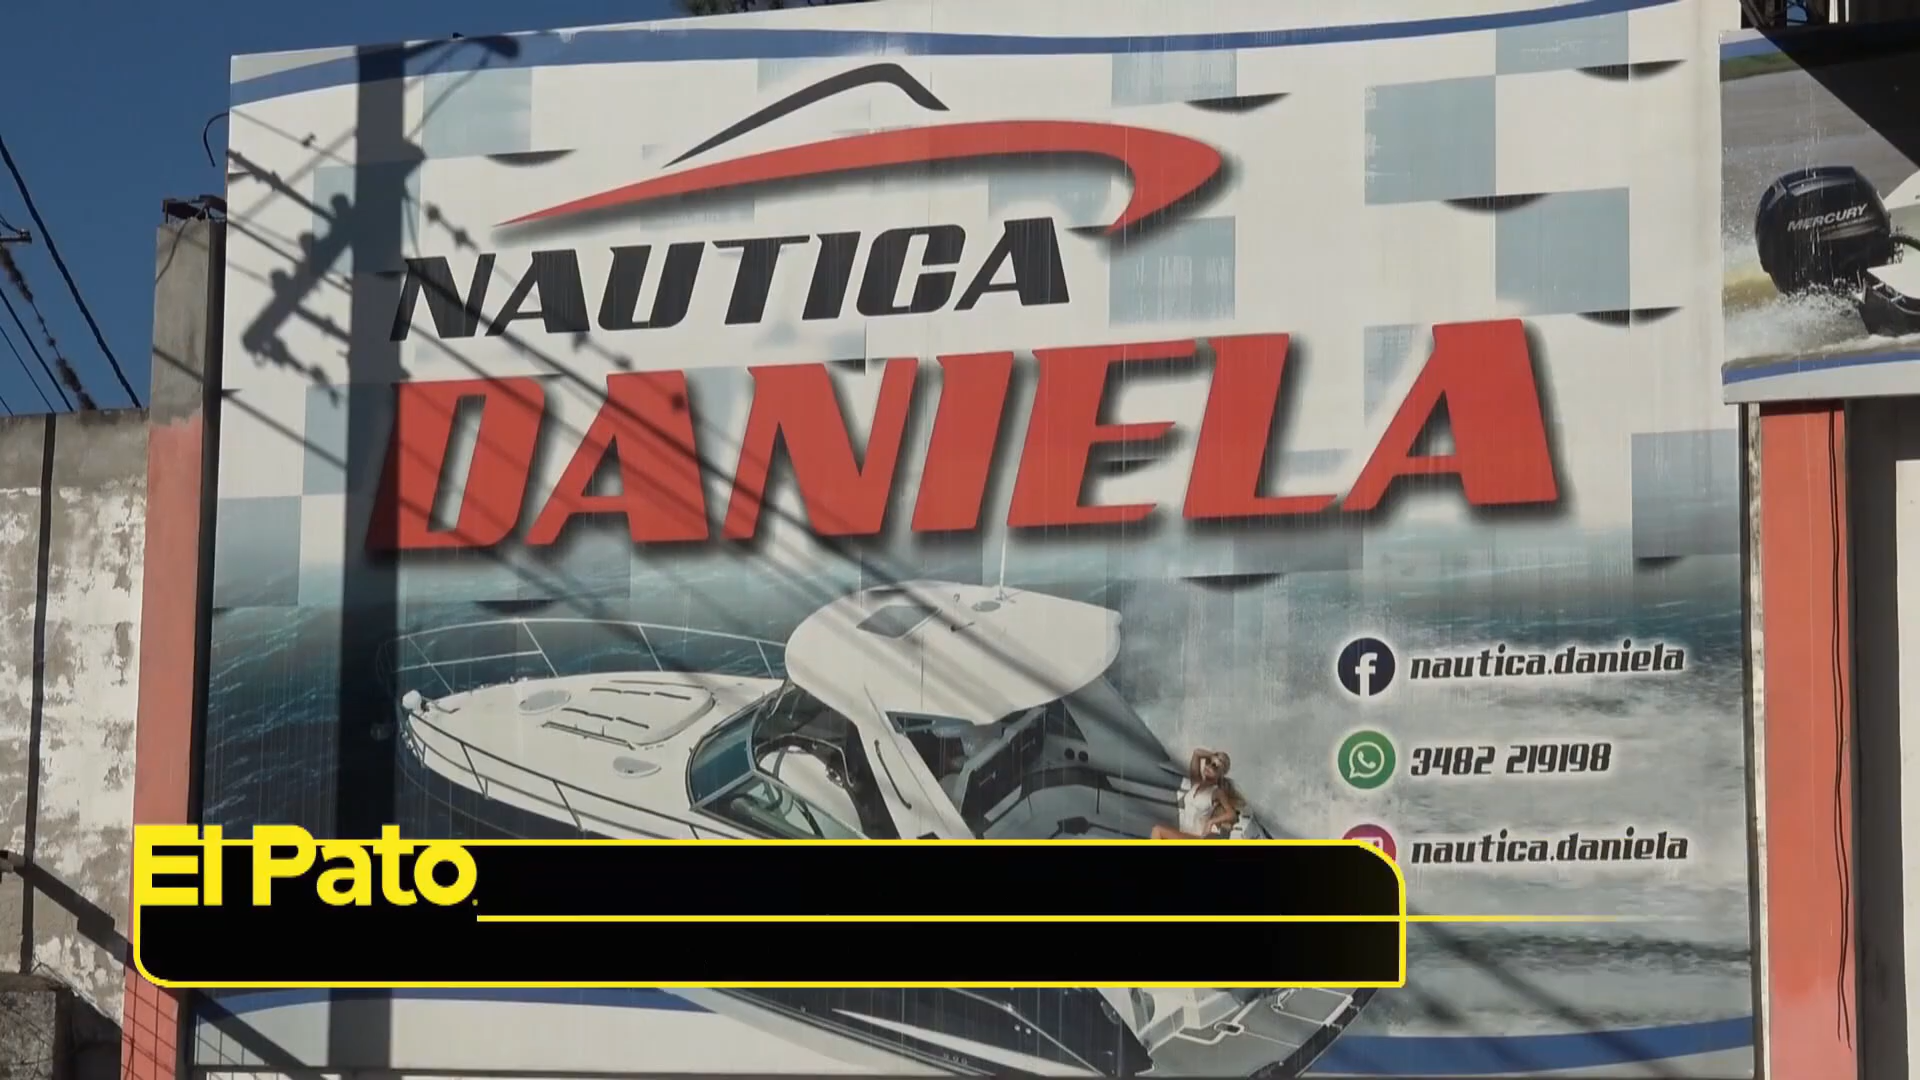 NAUTICA
DANIELA
MERCURY
nautica.daniela
3482 219198
nautica.daniela
El Pato.